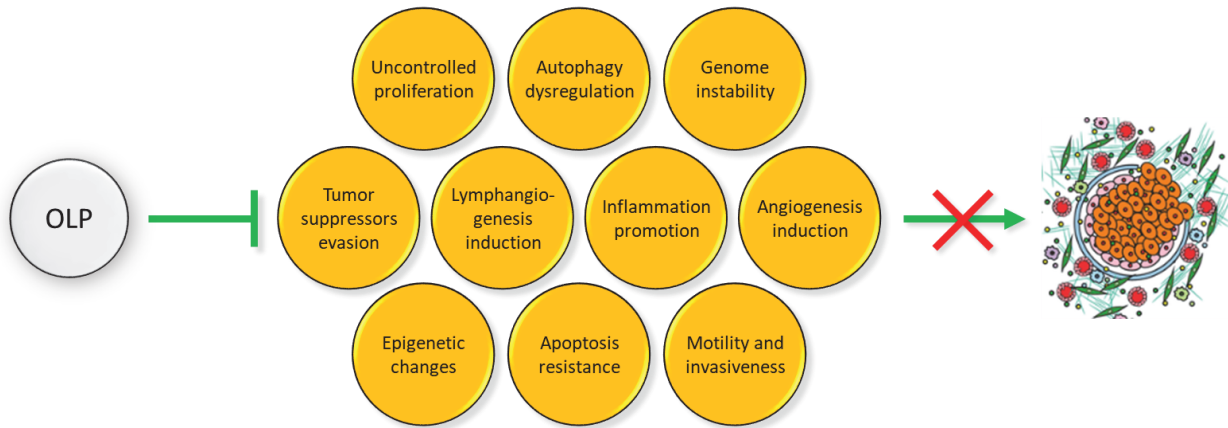 Uncontrolled
proliferation
Autophagy
dysregulation
Genome
instability
OLP
Tumor
suppressors
evasion
Lymphangio-
genesis
induction
Inflammation
promotion
Angiogenesis
induction
Epigenetic
changes
Apoptosis
resistance
Motility and
invasiveness